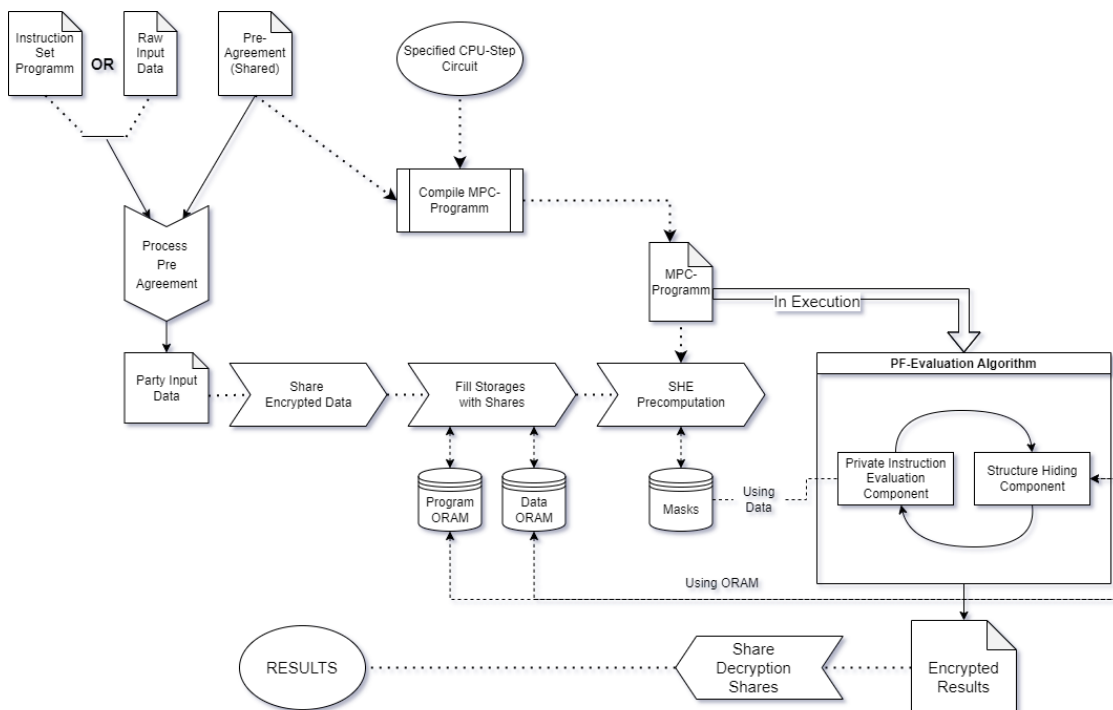 Instruction
Set
Programm
OR
Raw
Input
Data
Pre-
Agreement
(Shared)
Specified CPU-Step
Circuit
Compile MPC-
Programm
Process
Pre
Agreement
MPC-
Programm
In Execution
PF-Evaluation Algorithm
Party Input
Data
Share
Encrypted Data
Fill Storages
with Shares
SHE
Precomputation
Private Instruction
Evaluation
Component
Structure Hiding
Component
Program
ORAM
Data
ORAM
Masks
Using
Data
Using ORAM
RESULTS
Share
Decryption
Shares
Encrypted
Results